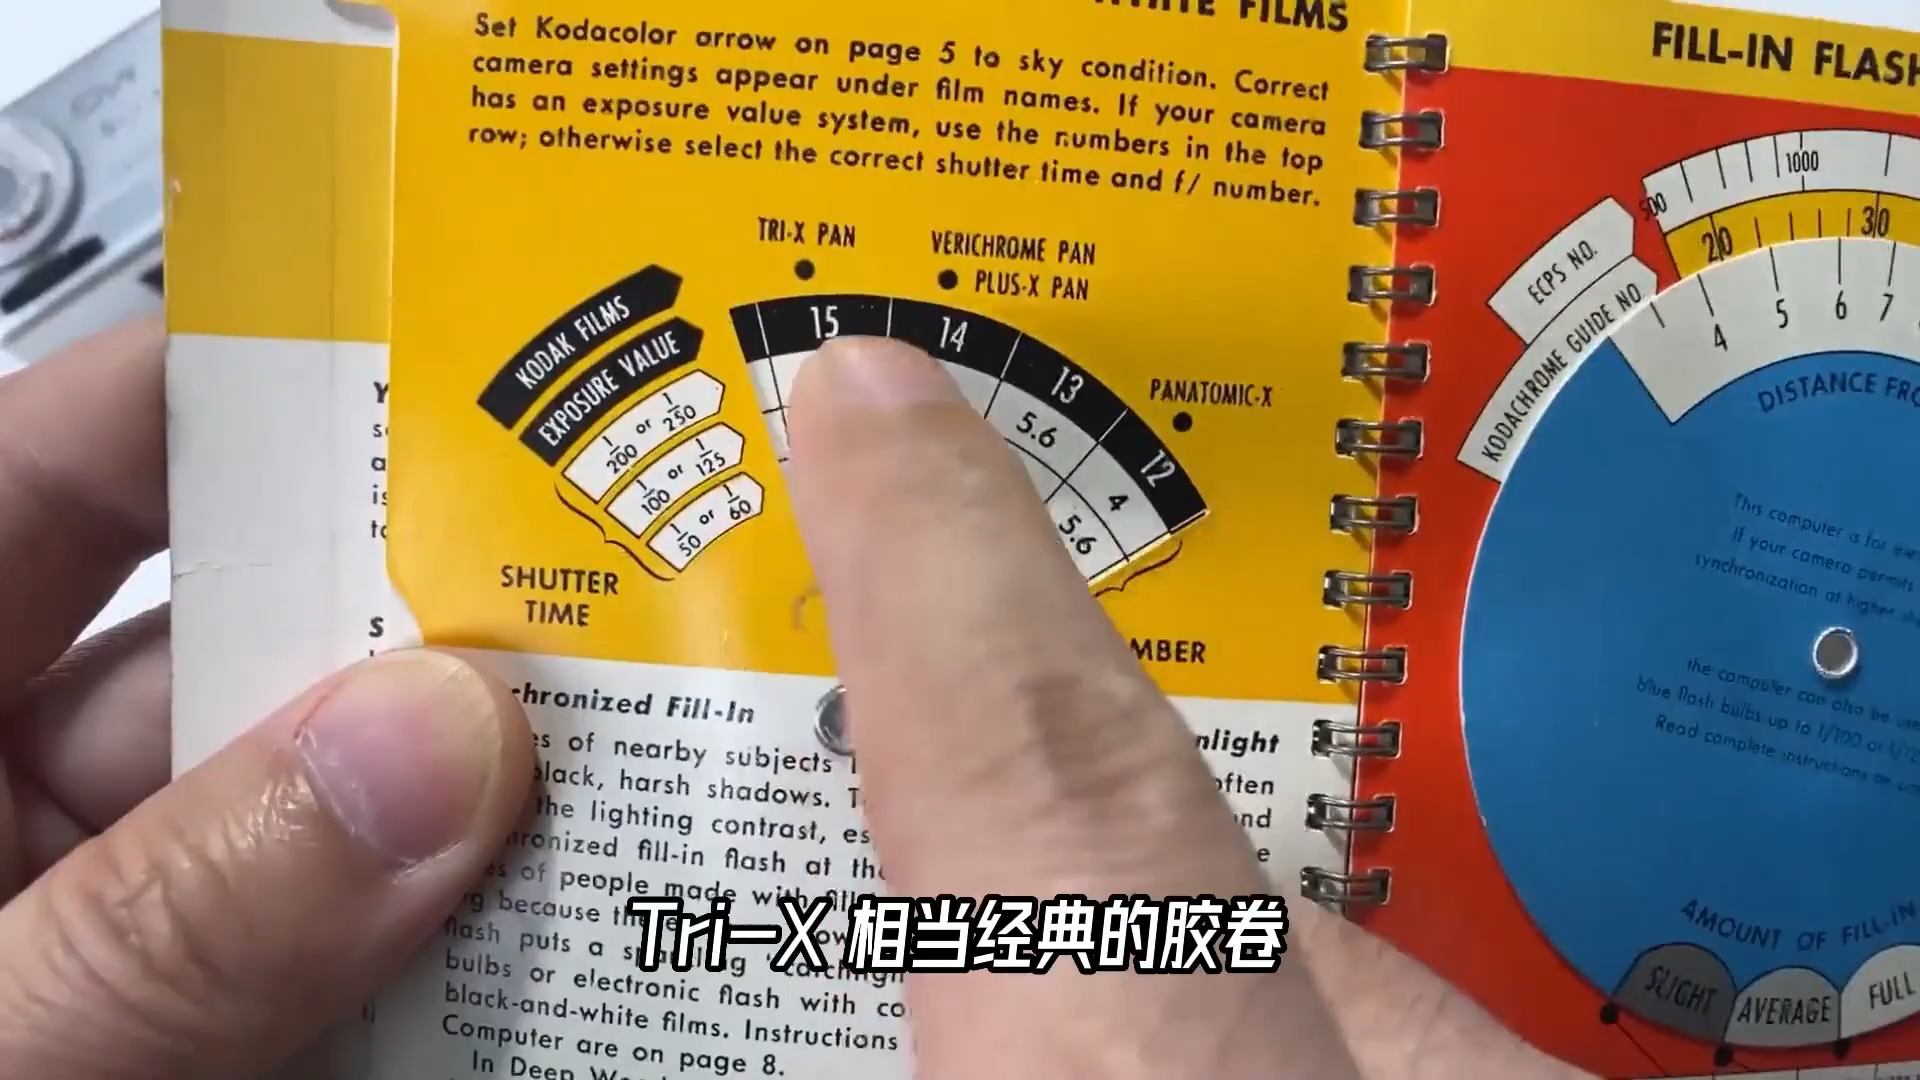 FILMS
Set Kodacolor arrow on page 5 to sky condition. Correct
camera settings appear under film names. If your camera
has an exposure value system, use the numbers in the top
row; otherwise select the correct shutter time and f/ number.
TRI-X PAN
VERICHROME PAN
PLUS-X PAN
PANATOMIC-X
KODAK FILMS
EXPOSURE VALUE
15 14 13 12
1/200 or 1/250
5.6 4
1/100 or 1/125
5.6
1/50 or 1/60
SHUTTER
TIME
chronized Fill-In
nlight
of nearby subjects
often
black, harsh shadows.
the lighting contrast,
fill-in flash at
of people made with
because
flash puts a
bulbs or electronic flash with
black-and-white films. Instructions
Computer are on page 8.
In Deep
Tri-X 相当经典的胶卷
FILL-IN FLASH
500 1000
20 30
ECPS NO.
KODACHROME GUIDE NO
4 5 6 7
DISTANCE
This computer is for
If your camera permits
synchronization at higher
the computer can also be
blue flash bulbs up to 1/100 or
Read complete instructions on
AMOUNT OF FILL-IN
SLIGHT AVERAGE FULL